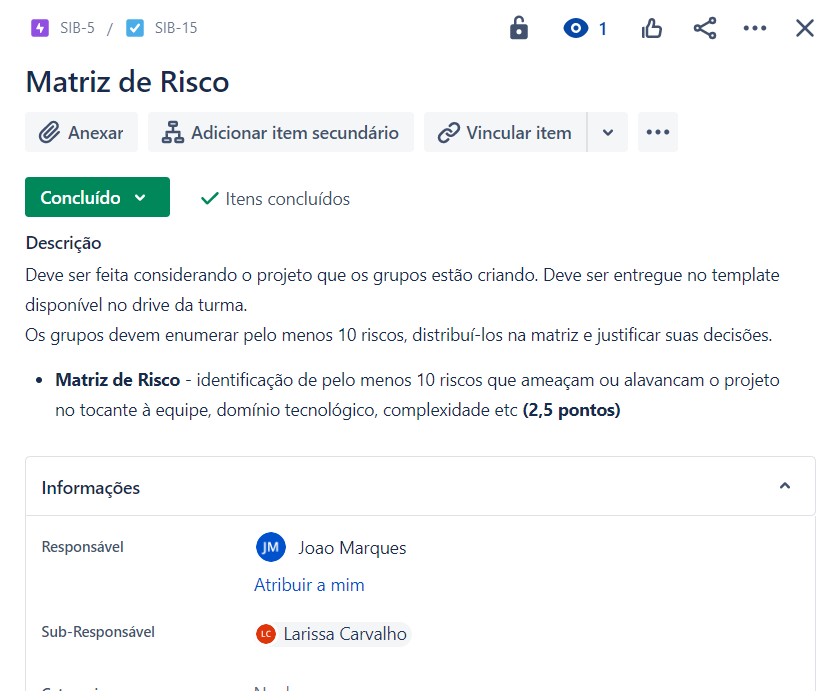 SIB-5 / SIB-15 1
Matriz de Risco
Anexar Adicionar item secundário Vincular item
Concluído Itens concluídos
Descrição
Deve ser feita considerando o projeto que os grupos estão criando. Deve ser entregue no template
disponível no drive da turma.
Os grupos devem enumerar pelo menos 10 riscos, distribuí-los na matriz e justificar suas decisões.
• Matriz de Risco - identificação de pelo menos 10 riscos que ameaçam ou alavancam o projeto
no tocante à equipe, domínio tecnológico, complexidade etc (2,5 pontos)
Informações
Responsável JM Joao Marques
Atribuir a mim
Sub-Responsável LC Larissa Carvalho